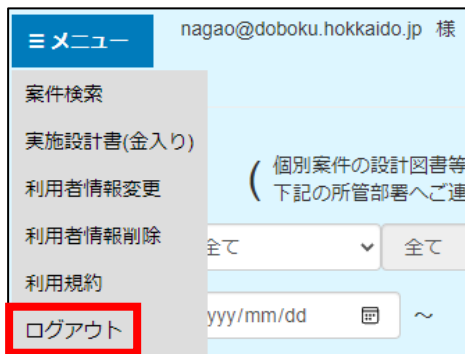 ☰ メニュー
nagao@doboku.hokkaido.jp 様
案件検索
実施設計書(金入り)
利用者情報変更
利用者情報削除
利用規約
ログアウト
( 個別案件の設計図書等
下記の所管部署へご連
全て
全て
yyy/mm/dd
～